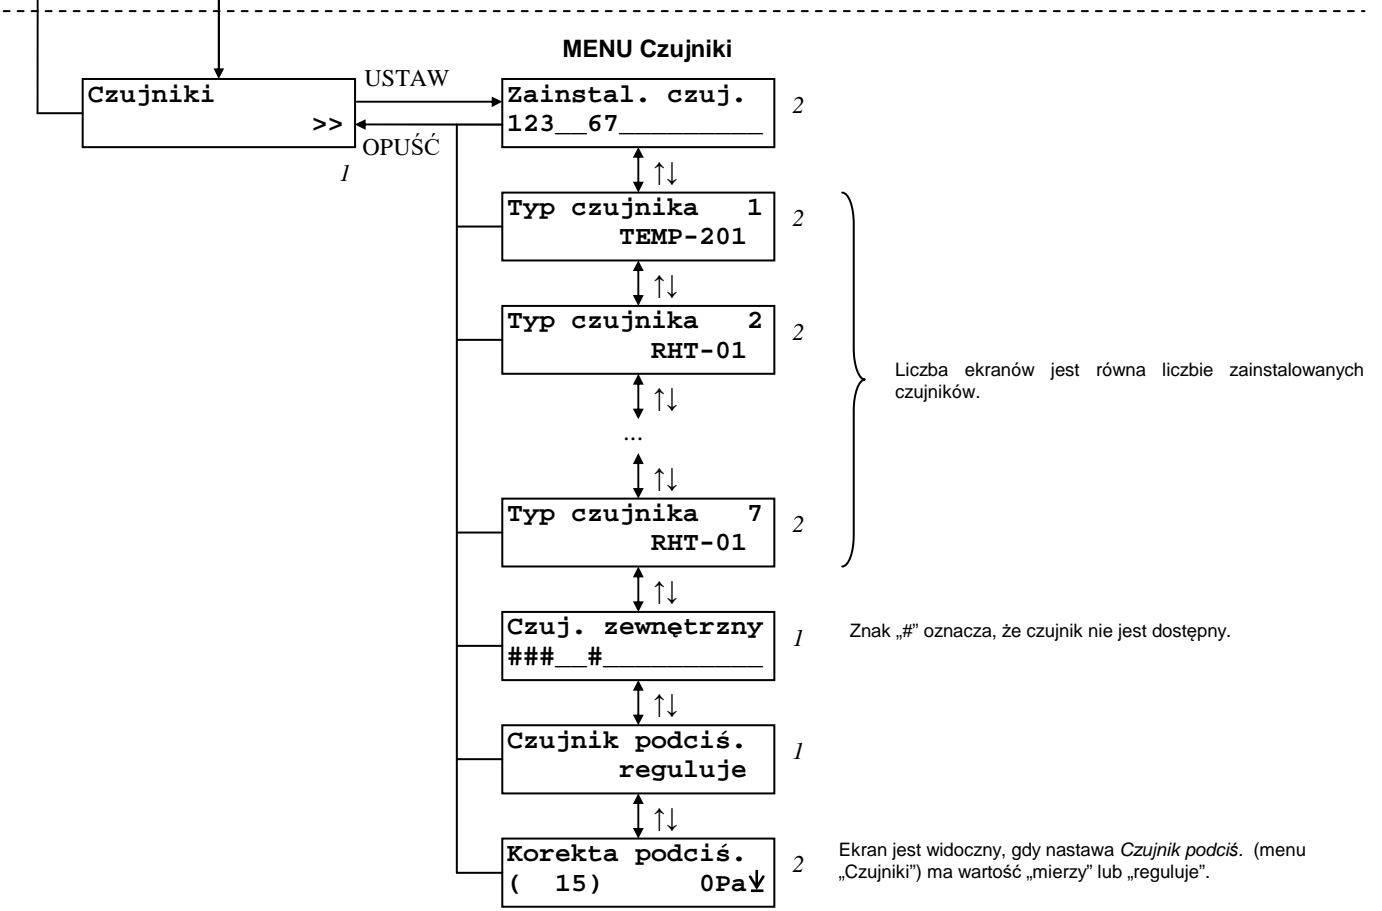 MENU Czujniki
Czujniki
>>
1
USTAW
OPUŚĆ
Zainstal. czuj.
123__67_________
2
↑↓
Typ czujnika 1
TEMP-201
2
↑↓
Typ czujnika 2
RHT-01
2
↑↓
...
↑↓
Typ czujnika 7
RHT-01
2
Liczba ekranów jest równa liczbie zainstalowanych
czujników.
↑↓
Czuj. zewnętrzny
###__#__________
1
Znak „#” oznacza, że czujnik nie jest dostępny.
↑↓
Czujnik podciś.
reguluje
1
↑↓
Korekta podciś.
( 15) 0Pa↓
2
Ekran jest widoczny, gdy nastawa Czujnik podciś. (menu
„Czujniki”) ma wartość „mierzy” lub „reguluje”.